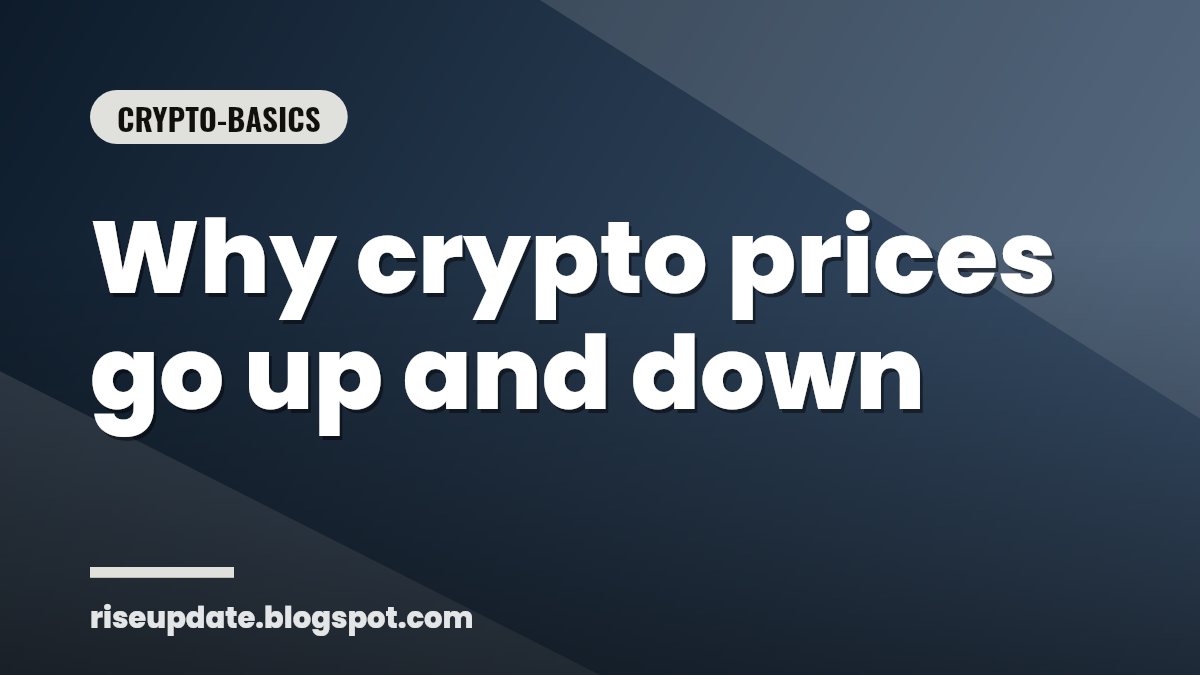 CRYPTO-BASICS
Why crypto prices
go up and down
riseupdate.blogspot.com